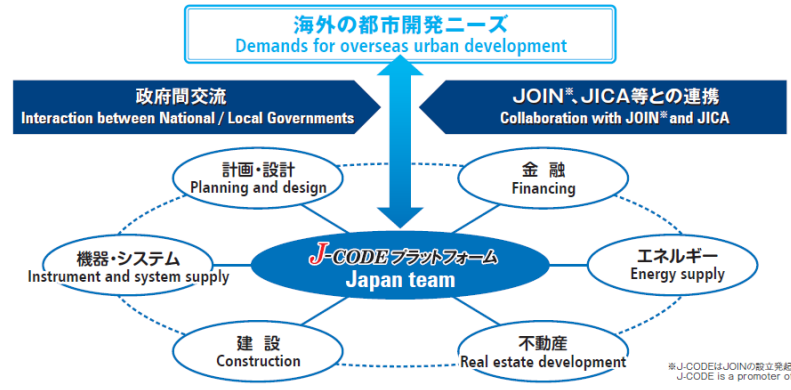 海外の都市開発ニーズ
Demands for overseas urban development
政府間交流
Interaction between National / Local Governments
JOIN※、JICA等との連携
Collaboration with JOIN※ and JICA
計画・設計
Planning and design
金 融
Financing
機器・システム
Instrument and system supply
J-CODEプラットフォーム
Japan team
エネルギー
Energy supply
建 設
Construction
不動産
Real estate development
※J-CODEはJOINの設立発起
J-CODE is a promoter of